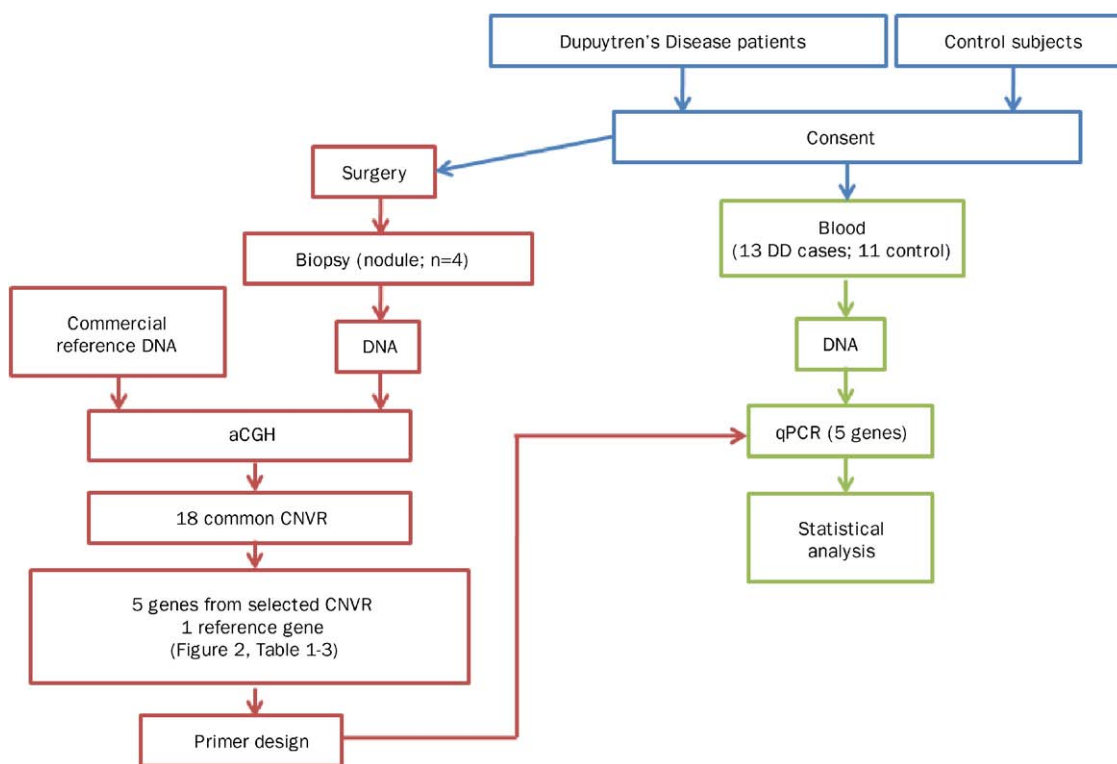 Dupuytren's Disease patients
Control subjects
Consent
Surgery
Blood
(13 DD cases; 11 control)
Biopsy (nodule; n=4)
Commercial
reference DNA
DNA
DNA
aCGH
qPCR (5 genes)
18 common CNVR
Statistical
analysis
5 genes from selected CNVR
1 reference gene
(Figure 2, Table 1-3)
Primer design